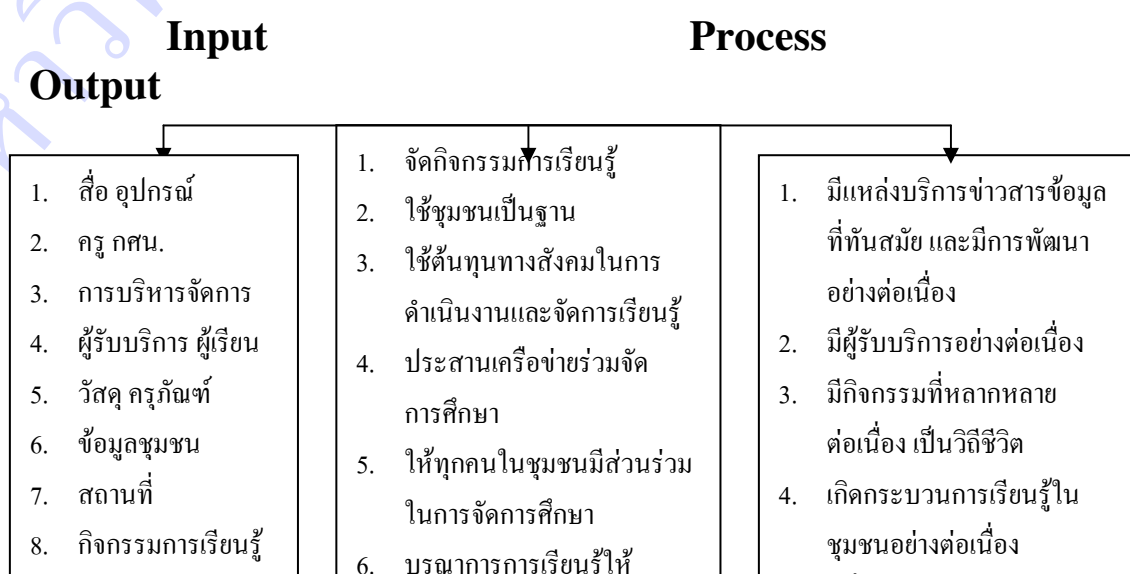 Input Process
Output
1. สื่อ อุปกรณ์
2. ครู กศน.
3. การบริหารจัดการ
4. ผู้รับบริการ ผู้เรียน
5. วัสดุ ครุภัณฑ์
6. ข้อมูลชุมชน
7. สถานที่
8. กิจกรรมการเรียนรู้
1. จัดกิจกรรมการเรียนรู้
2. ใช้ชุมชนเป็นฐาน
3. ใช้ต้นทุนทางสังคมในการ
ดำเนินงานและจัดการเรียนรู้
4. ประสานเครือข่ายร่วมจัด
การศึกษา
5. ให้ทุกคนในชุมชนมีส่วนร่วม
ในการจัดการศึกษา
6. บูรณาการการเรียนรู้ให้
1. มีแหล่งบริการข่าวสารข้อมูล
ที่ทันสมัย และมีการพัฒนา
อย่างต่อเนื่อง
2. มีผู้รับบริการอย่างต่อเนื่อง
3. มีกิจกรรมที่หลากหลาย
ต่อเนื่อง เป็นวิถีชีวิต
4. เกิดกระบวนการเรียนรู้ใน
ชุมชนอย่างต่อเนื่อง